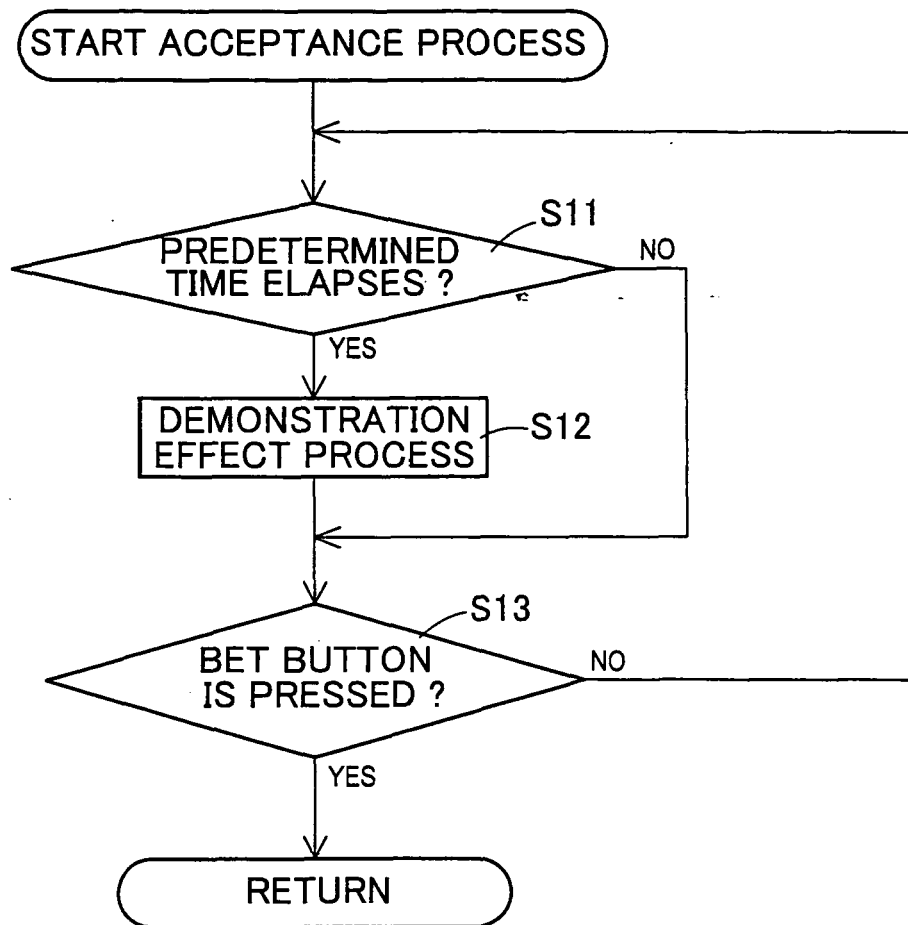 START ACCEPTANCE PROCESS
S11
PREDETERMINED
TIME ELAPSES ?
NO
YES
DEMONSTRATION
EFFECT PROCESS
S12
S13
BET BUTTON
IS PRESSED ?
NO
YES
RETURN